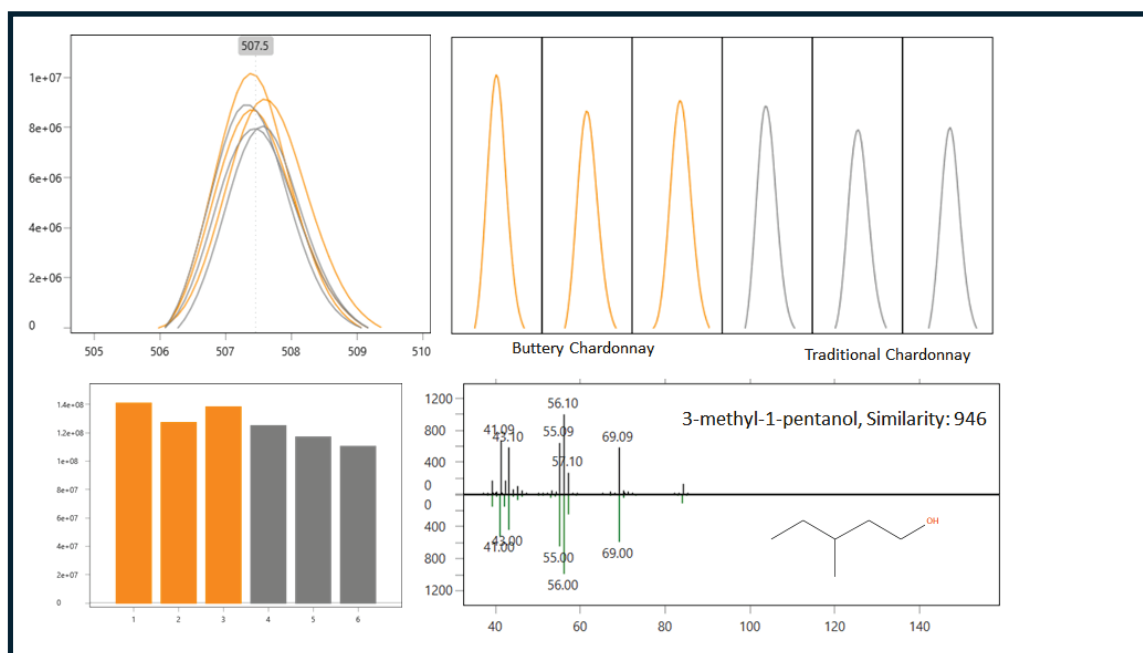 507.5
1e+07
8e+06
6e+06
4e+06
2e+06
0
505 506 507 508 509 510
Buttery Chardonnay
Traditional Chardonnay
1.4e+08
1.2e+08
1e+08
8e+07
6e+07
4e+07
2e+07
0
1 2 3 4 5 6
3-methyl-1-pentanol, Similarity: 946
1200
800
400
0
0
400
800
1200
41.09
43.10
55.09
56.10
57.10
69.09
41.00
43.00
55.00
56.00
69.00
OH
40 60 80 100 120 140